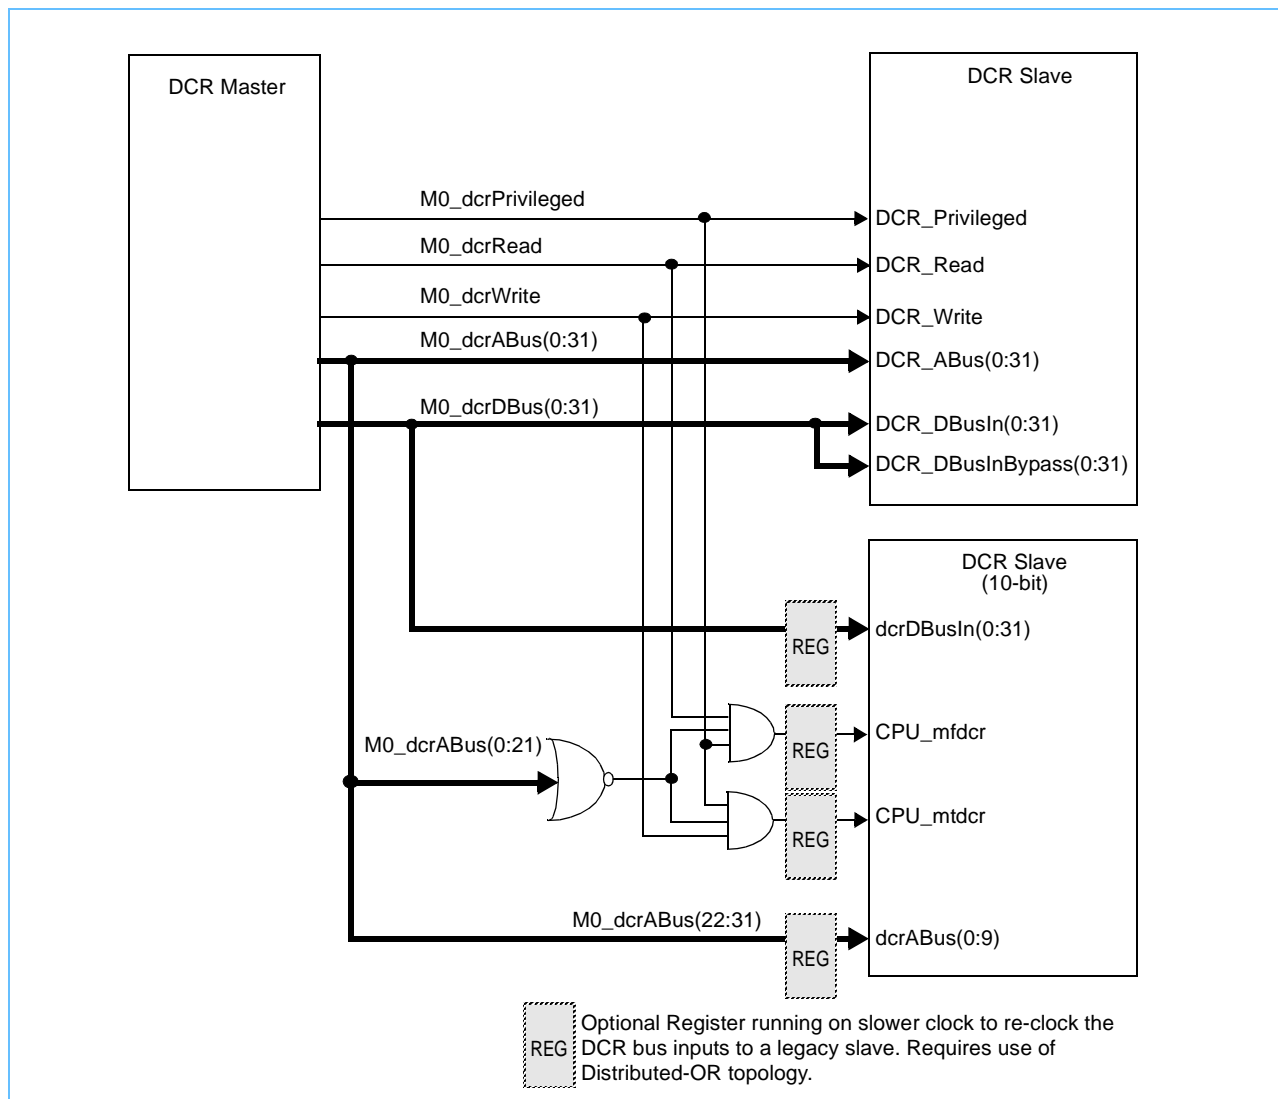 DCR Master
DCR Slave
M0_dcrPrivileged
DCR_Privileged
M0_dcrRead
DCR_Read
M0_dcrWrite
DCR_Write
M0_dcrABus(0:31)
DCR_ABus(0:31)
M0_dcrDBus(0:31)
DCR_DBusIn(0:31)
DCR_DBusInBypass(0:31)
DCR Slave
(10-bit)
dcrDBusIn(0:31)
REG
M0_dcrABus(0:21)
REG
CPU_mfdcr
REG
CPU_mtdcr
M0_dcrABus(22:31)
REG
dcrABus(0:9)
REG
Optional Register running on slower clock to re-clock the
DCR bus inputs to a legacy slave. Requires use of
Distributed-OR topology.